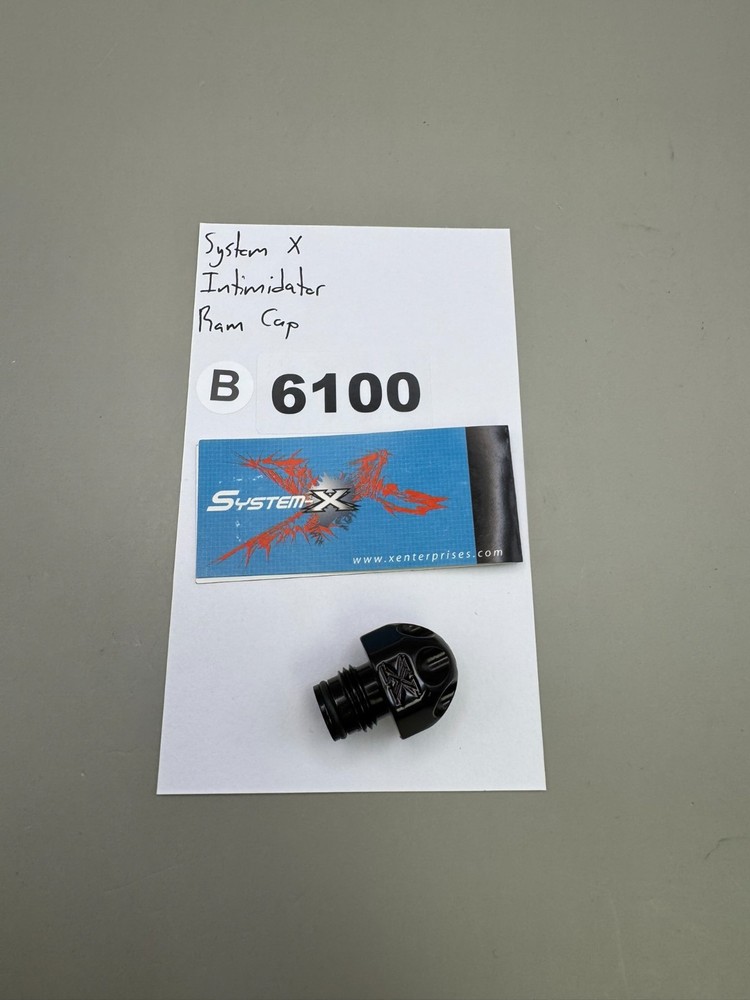 System X
Intimidator
Ram Cap
B 6100
SYSTEM-X
www.xenterprises.com
X